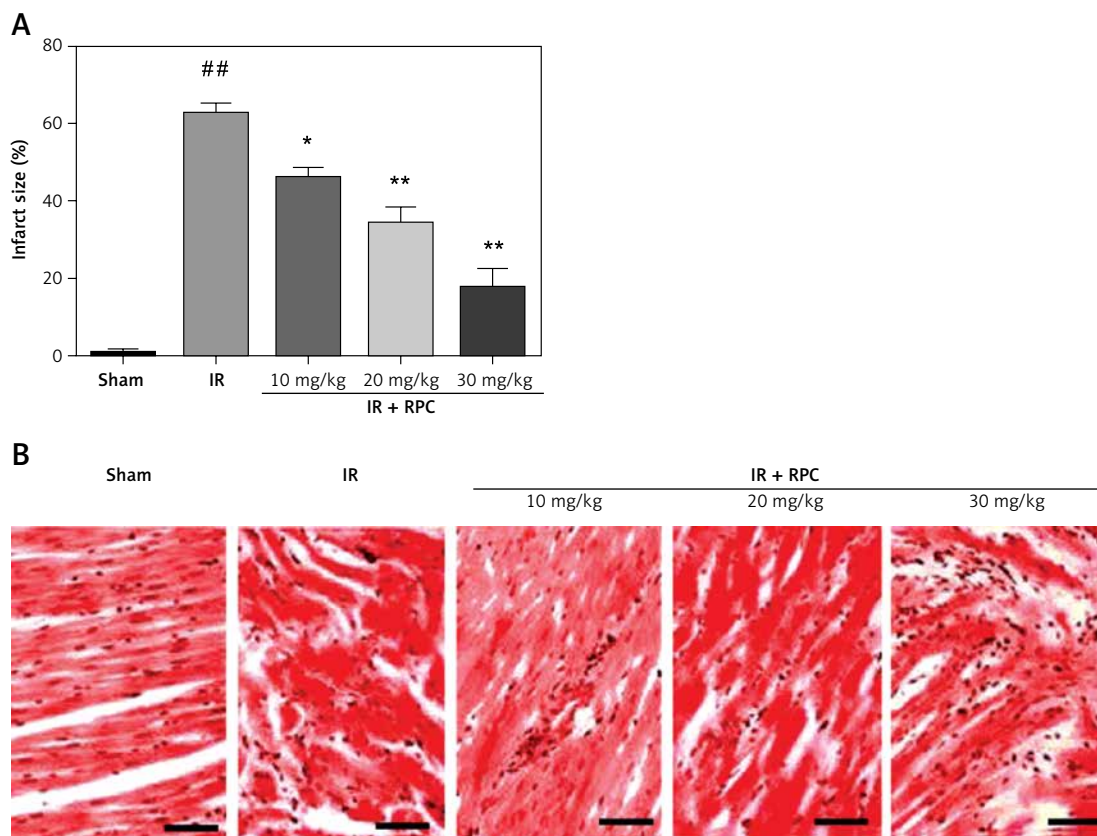 A
80
60
40
20
0
Infarct size (%)
##
*
**
**
Sham IR 10 mg/kg 20 mg/kg 30 mg/kg
IR + RPC
B
Sham IR IR + RPC
10 mg/kg 20 mg/kg 30 mg/kg